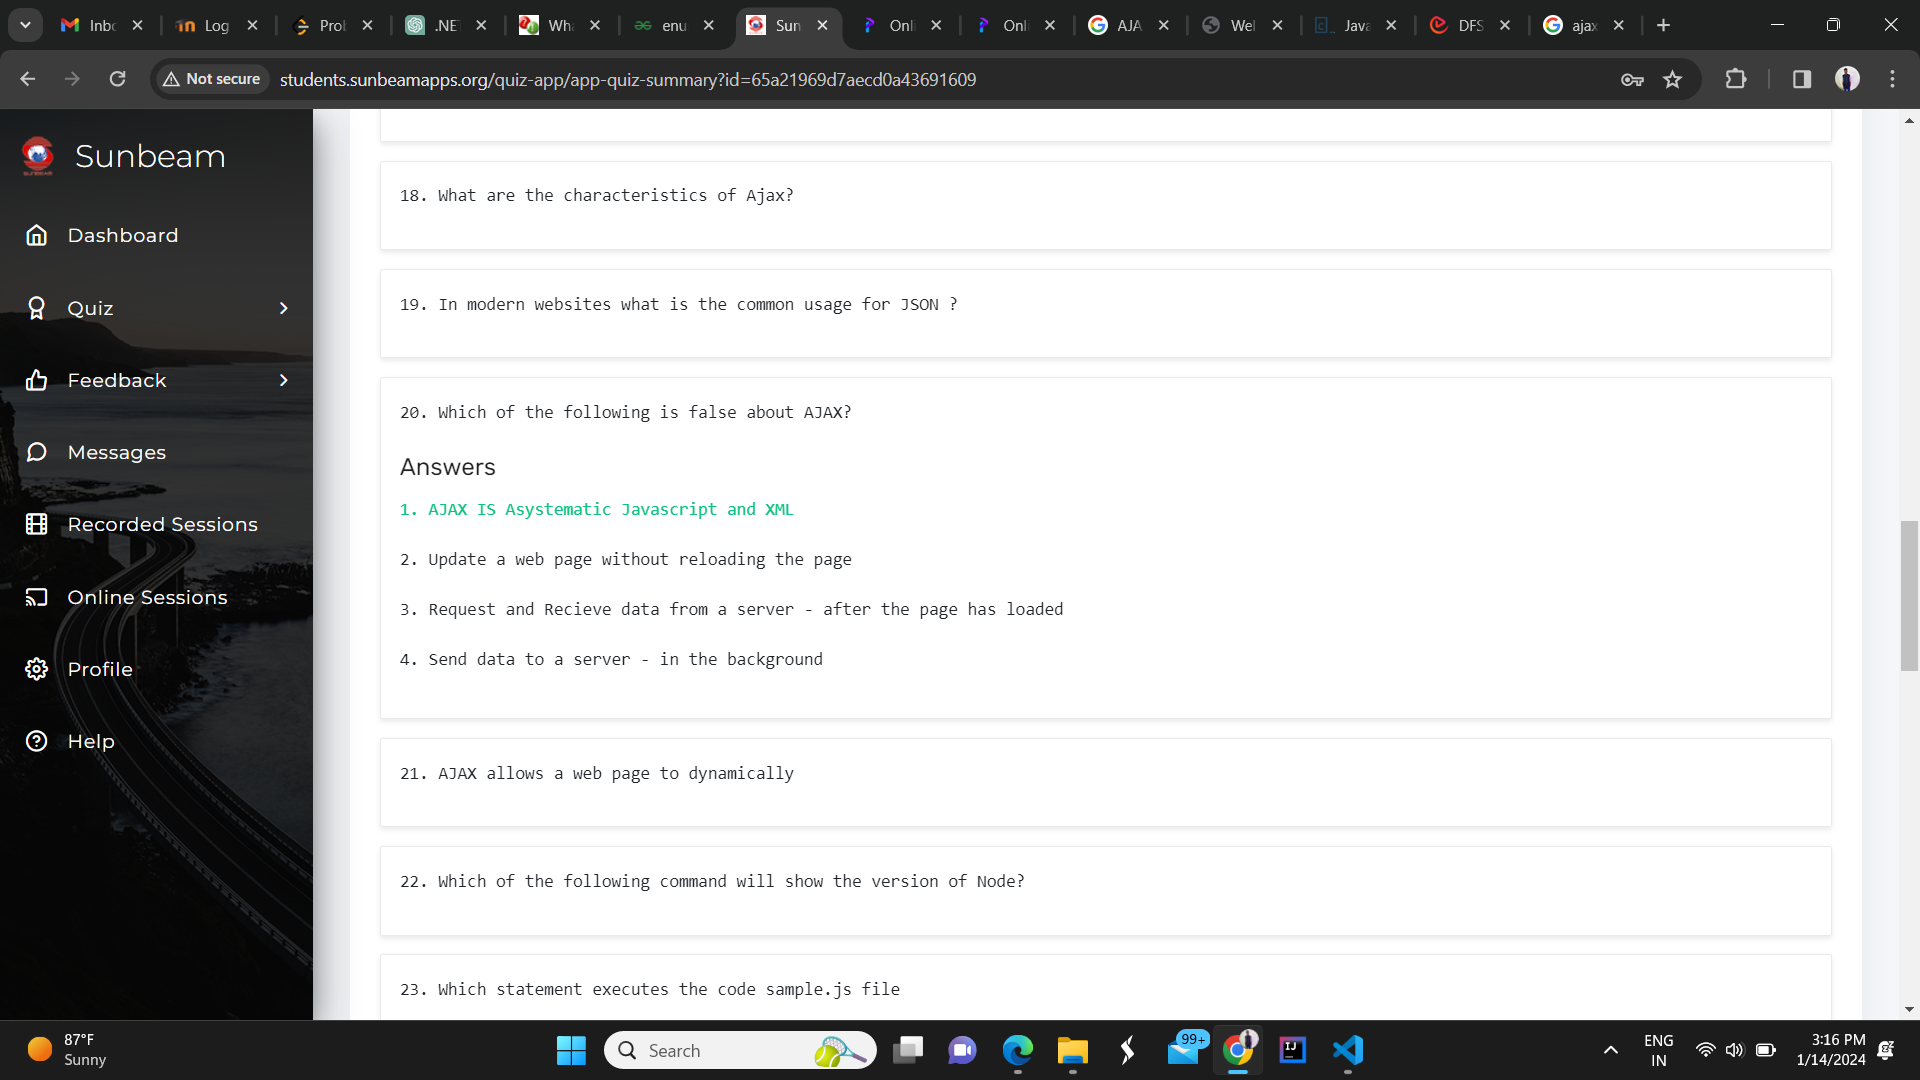 Inbo
Log
Prob
.NET
Wha
enu
Sun
Onli
Onli
AJA
Wel
Java
DFS
ajax
Not secure
students.sunbeamapps.org/quiz-app/app-quiz-summary?id=65a21969d7aecd0a43691609
Sunbeam
Dashboard
Quiz
Feedback
Messages
Recorded Sessions
Online Sessions
Profile
Help
18. What are the characteristics of Ajax?
19. In modern websites what is the common usage for JSON ?
20. Which of the following is false about AJAX?
Answers
1. AJAX IS Asystematic Javascript and XML
2. Update a web page without reloading the page
3. Request and Recieve data from a server - after the page has loaded
4. Send data to a server - in the background
21. AJAX allows a web page to dynamically
22. Which of the following command will show the version of Node?
23. Which statement executes the code sample.js file
87°F
Sunny
Search
99+
ENG
IN
3:16 PM
1/14/2024